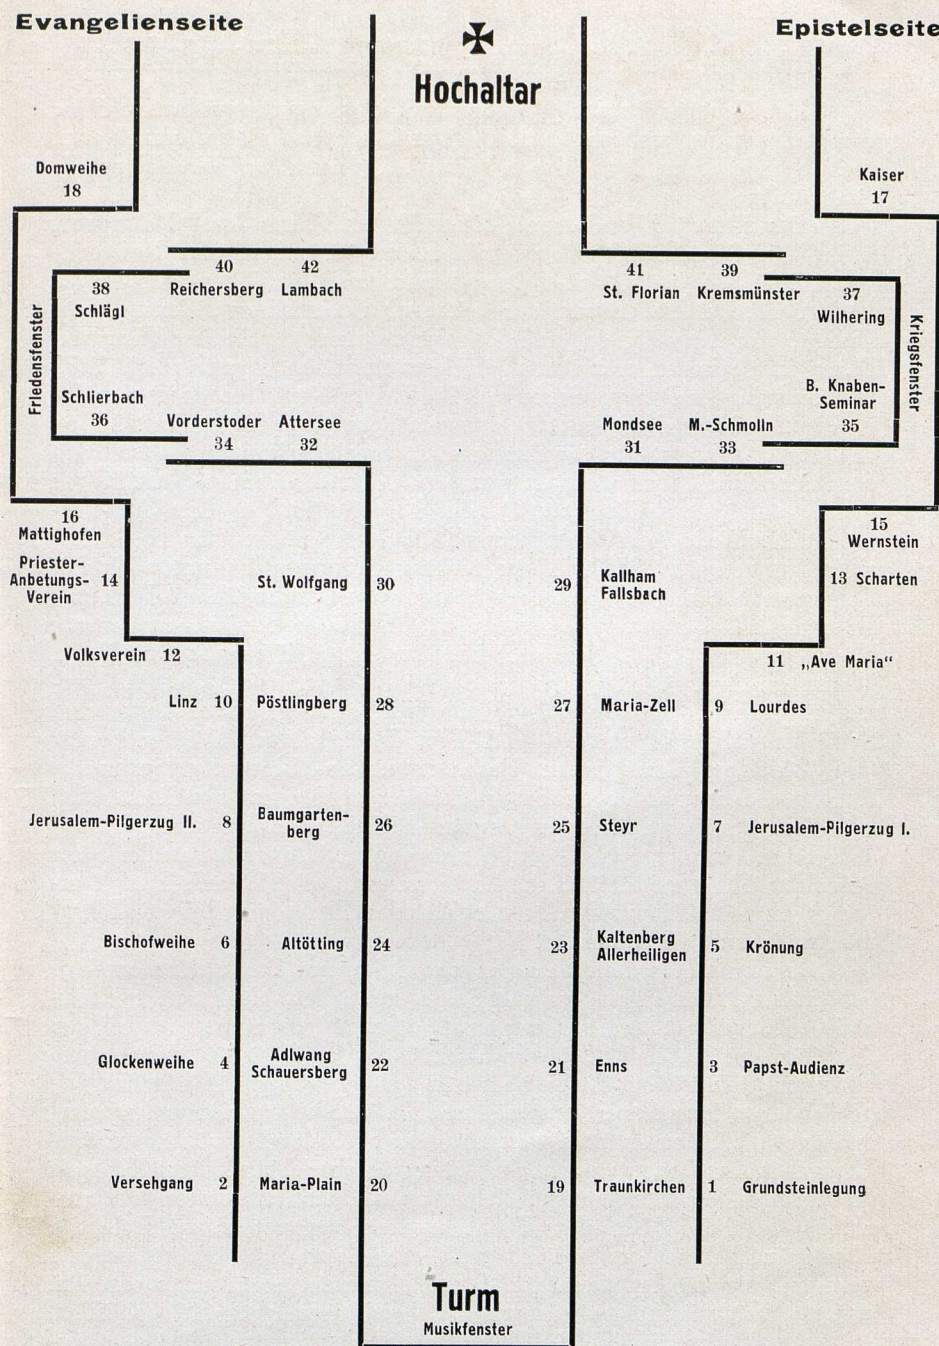 Evangelienseite
Epistelseite
✠
Hochaltar
Domweihe
18
Kaiser
17
40
Reichersberg
42
Lambach
41
St. Florian
39
Kremsmünster
38
Schlägl
37
Wilhering
Friedensfenster
Kriegsfenster
Schlierbach
36
Vorderstoder
34
Attersee
32
Mondsee
31
M.-Schmolln
33
B. Knaben-
Seminar
35
16
Mattighofen
15
Wernstein
Priester-
Anbetungs- 14
Verein
St. Wolfgang 30
29 Kallham
Fallsbach
13 Scharten
Volksverein 12
11 „Ave Maria“
Linz 10
Pöstlingberg 28
27 Maria-Zell
9 Lourdes
Jerusalem-Pilgerzug II. 8
Baumgarten-
berg 26
25 Steyr
7 Jerusalem-Pilgerzug I.
Bischofweihe 6
Altötting 24
23 Kaltenberg
Allerheiligen
5 Krönung
Glockenweihe 4
Adlwang
Schauersberg 22
21 Enns
3 Papst-Audienz
Versehgang 2
Maria-Plain 20
19 Traunkirchen
1 Grundsteinlegung
Turm
Musikfenster